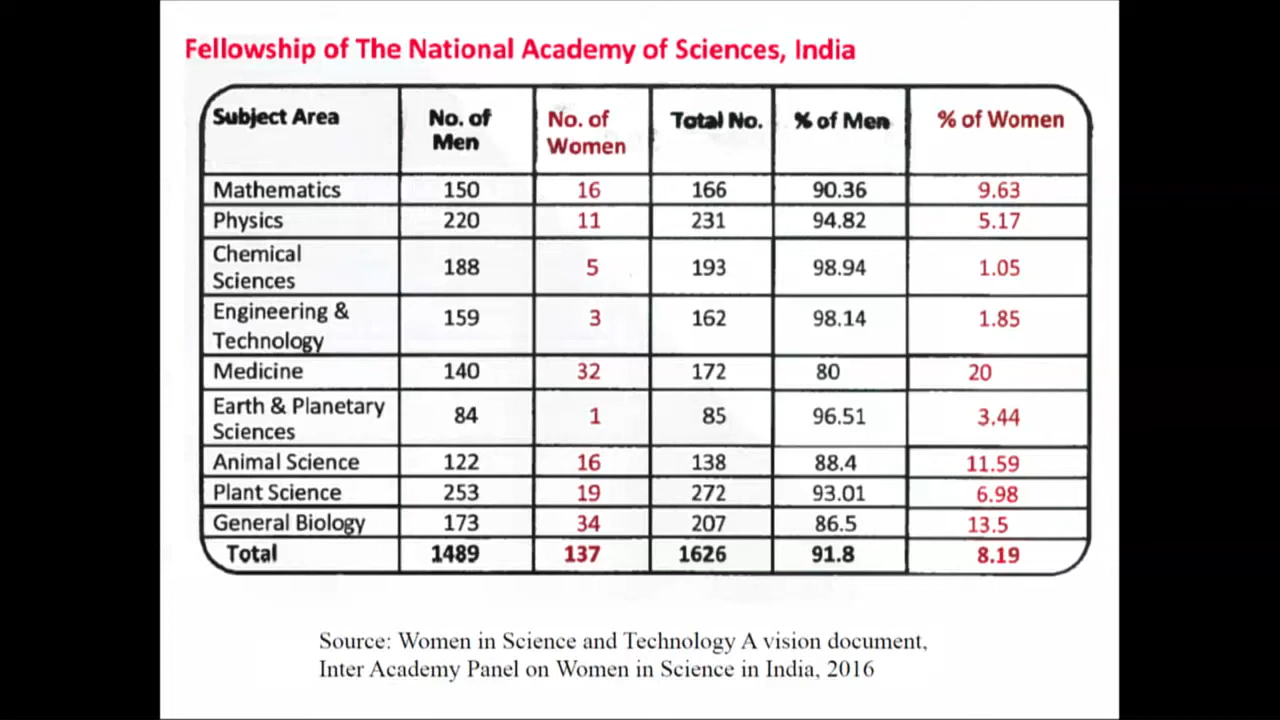 Fellowship of The National Academy of Sciences, India
Subject Area No. of Men No. of Women Total No. % of Men % of Women
Mathematics 150 16 166 90.36 9.63
Physics 220 11 231 94.82 5.17
Chemical Sciences 188 5 193 98.94 1.05
Engineering & Technology 159 3 162 98.14 1.85
Medicine 140 32 172 80 20
Earth & Planetary Sciences 84 1 85 96.51 3.44
Animal Science 122 16 138 88.4 11.59
Plant Science 253 19 272 93.01 6.98
General Biology 173 34 207 86.5 13.5
Total 1489 137 1626 91.8 8.19
Source: Women in Science and Technology A vision document,
Inter Academy Panel on Women in Science in India, 2016